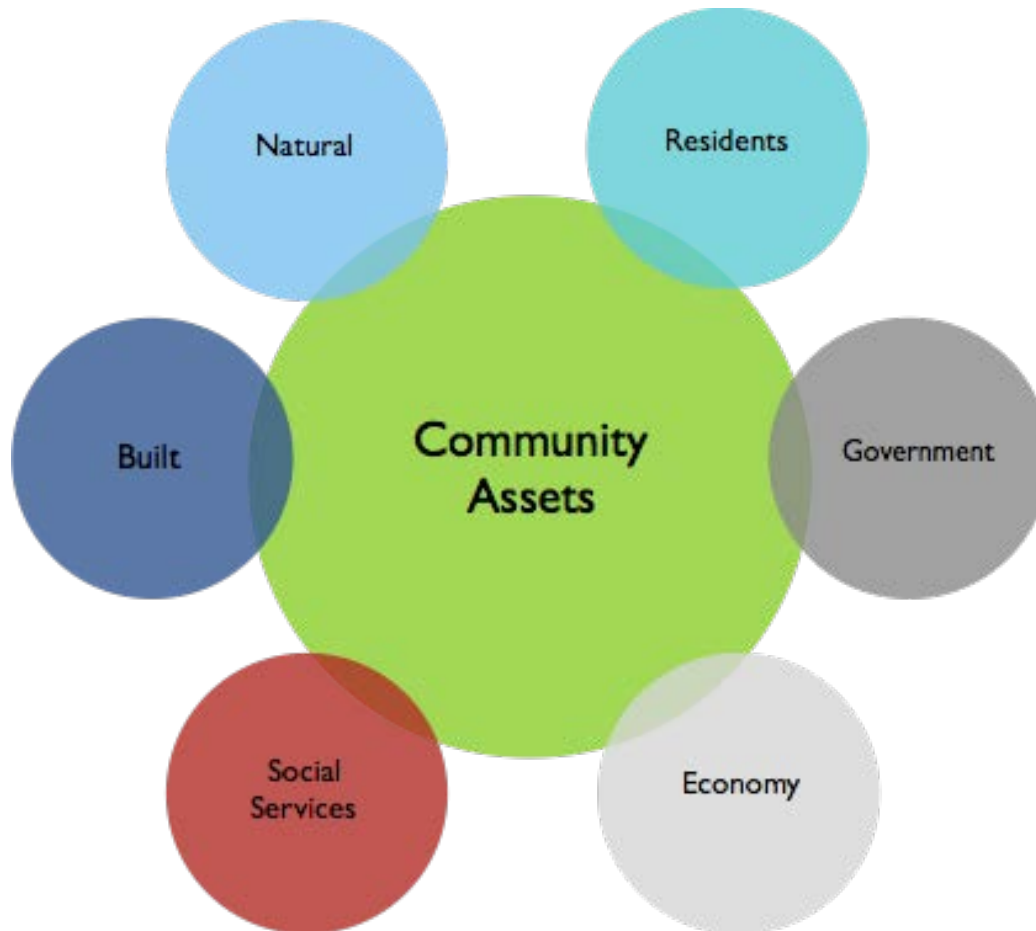 Natural
Residents
Community
Assets
Built
Government
Social
Services
Economy